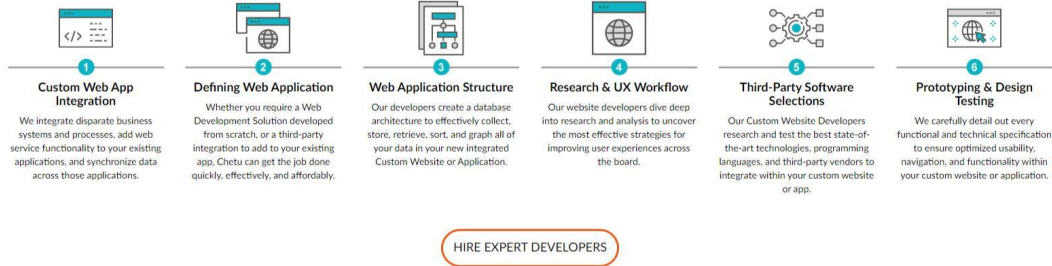 </>
1
Custom Web App
Integration
We integrate disparate business
systems and processes, add web
service functionality to your existing
applications, and synchronize data
across those applications.
2
Defining Web Application
Whether you require a Web
Development Solution developed
from scratch, or a third-party
integration to add to your existing
app, Chetu can get the job done
quickly, effectively, and affordably.
3
Web Application Structure
Our developers create a database
architecture to effectively collect,
store, retrieve, sort, and graph all of
your data in your new integrated
Custom Website or Application.
4
Research & UX Workflow
Our website developers dive deep
into research and analysis to uncover
the most effective strategies for
improving user experiences across
the board.
5
Third-Party Software
Selections
Our Custom Website Developers
research and test the best state-of-
the-art technologies, programming
languages, and third-party vendors to
integrate within your custom website
or app.
6
Prototyping & Design
Testing
We carefully detail out every
functional and technical specification
to ensure optimized usability,
navigation, and functionality within
your custom website or application.
HIRE EXPERT DEVELOPERS